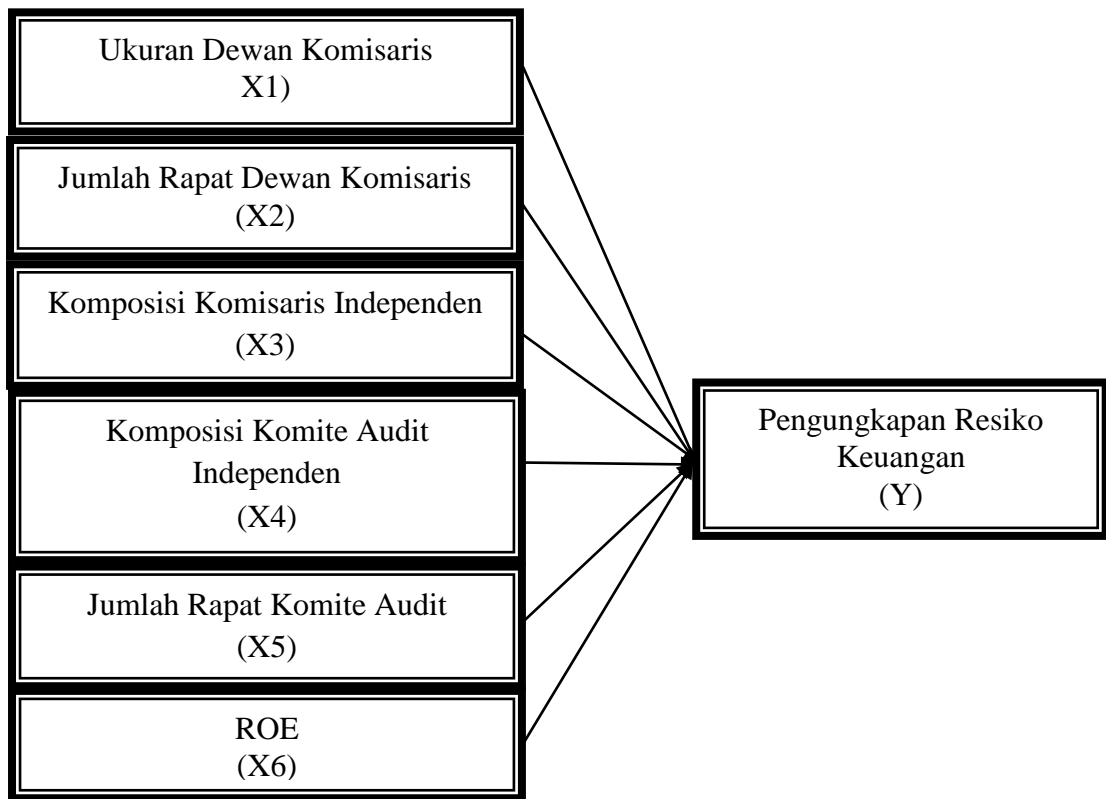 Ukuran Dewan Komisaris
X1)
Jumlah Rapat Dewan Komisaris
(X2)
Komposisi Komisaris Independen
(X3)
Komposisi Komite Audit
Independen
(X4)
Jumlah Rapat Komite Audit
(X5)
ROE
(X6)
Pengungkapan Resiko
Keuangan
(Y)